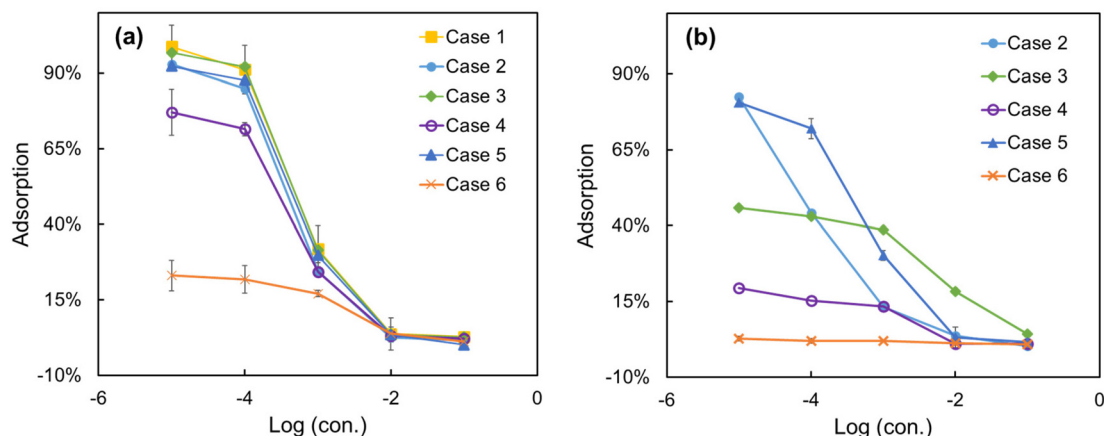 (a)
Adsorption
90%
65%
40%
15%
-10%
-6
-4
-2
0
Log (con.)
Case 1
Case 2
Case 3
Case 4
Case 5
Case 6
(b)
Adsorption
90%
65%
40%
15%
-10%
-6
-4
-2
0
Log (con.)
Case 2
Case 3
Case 4
Case 5
Case 6